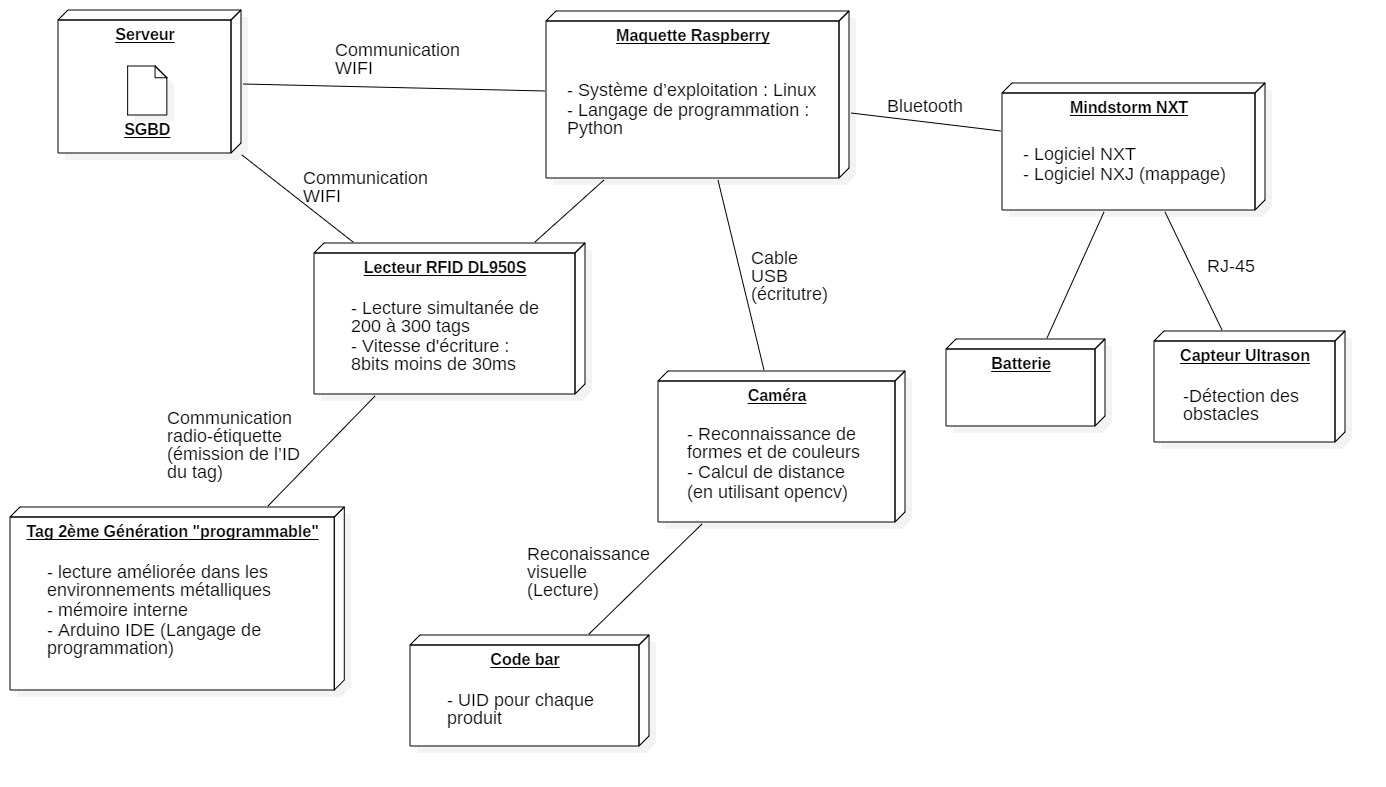 Serveur
SGBD
Communication
WIFI
Maquette Raspberry
- Système d’exploitation : Linux
- Langage de programmation :
Python
Bluetooth
Mindstorm NXT
- Logiciel NXT
- Logiciel NXJ (mappage)
Communication
WIFI
Lecteur RFID DL950S
- Lecture simultanée de
200 à 300 tags
- Vitesse d'écriture :
8bits moins de 30ms
Cable
USB
(écritutre)
RJ-45
Batterie
Capteur Ultrason
-Détection des
obstacles
Caméra
- Reconnaissance de
formes et de couleurs
- Calcul de distance
(en utilisant opencv)
Communication
radio-étiquette
(émission de l’ID
du tag)
Tag 2ème Génération "programmable"
- lecture améliorée dans les
environnements métalliques
- mémoire interne
- Arduino IDE (Langage de
programmation)
Reconaissance
visuelle
(Lecture)
Code bar
- UID pour chaque
produit